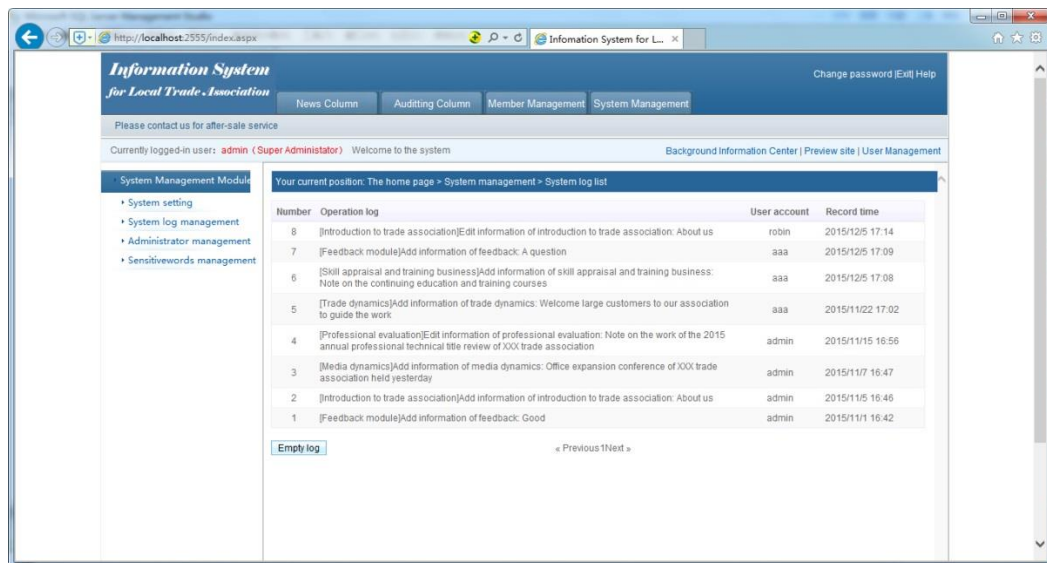 http://localhost:2555/index.aspx
Infomation System for L...
Information System
for Local Trade Association
Change password |Exit| Help
News Column
Auditting Column
Member Management
System Management
Please contact us for after-sale service
Currently logged-in user: admin (Super Administator) Welcome to the system
Background Information Center | Preview site | User Management
System Management Module
System setting
System log management
Administrator management
Sensitivewords management
Your current position: The home page > System management > System log list
Number Operation log User account Record time
8 [Introduction to trade association]Edit information of introduction to trade association: About us robin 2015/12/5 17:14
7 [Feedback module]Add information of feedback: A question aaa 2015/12/5 17:09
[Skill appraisal and training business]Add information of skill appraisal and training business:
6 Note on the continuing education and training courses aaa 2015/12/5 17:08
[Trade dynamics]Add information of trade dynamics: Welcome large customers to our association
5 to guide the work aaa 2015/11/22 17:02
[Professional evaluation]Edit information of professional evaluation: Note on the work of the 2015
4 annual professional technical title review of XXX trade association admin 2015/11/15 16:56
[Media dynamics]Add information of media dynamics: Office expansion conference of XXX trade
3 association held yesterday admin 2015/11/7 16:47
2 [Introduction to trade association]Add information of introduction to trade association: About us admin 2015/11/5 16:46
1 [Feedback module]Add information of feedback: Good admin 2015/11/1 16:42
Empty log
« Previous1Next »